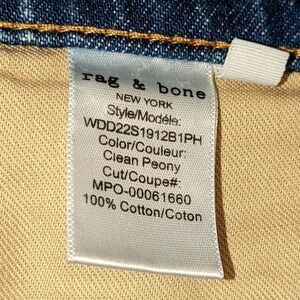 rag & bone
NEW YORK
Style/Modèle:
WDD22S1912B1PH
Color/Couleur:
Clean Peony
Cut/Coupe#:
MPO-00061660
100% Cotton/Coton